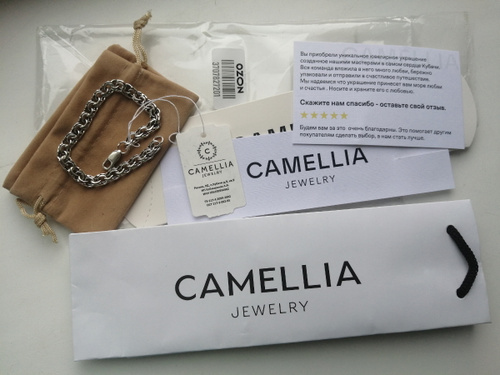 OZON
CAMELLIA
Вы приобрели уникальное ювелирное украшение,
созданное нашими мастерами в самом сердце Кубани.
Вся команда вложила в него много любви, бережно
упаковали и отправили в счастливое путешествие.
Мы надеемся что украшение принесет вам море любви
и счастья. Носите и храните его с любовью.
Скажите нам спасибо - оставьте свой отзыв.
Будем вам за это очень благодарны. Это помогает другим
покупателям сделать выбор, а нам стать лучше.
C
CAMELLIA
JEWELRY
CAMELLIA
JEWELRY
CAMELLIA
JEWELRY